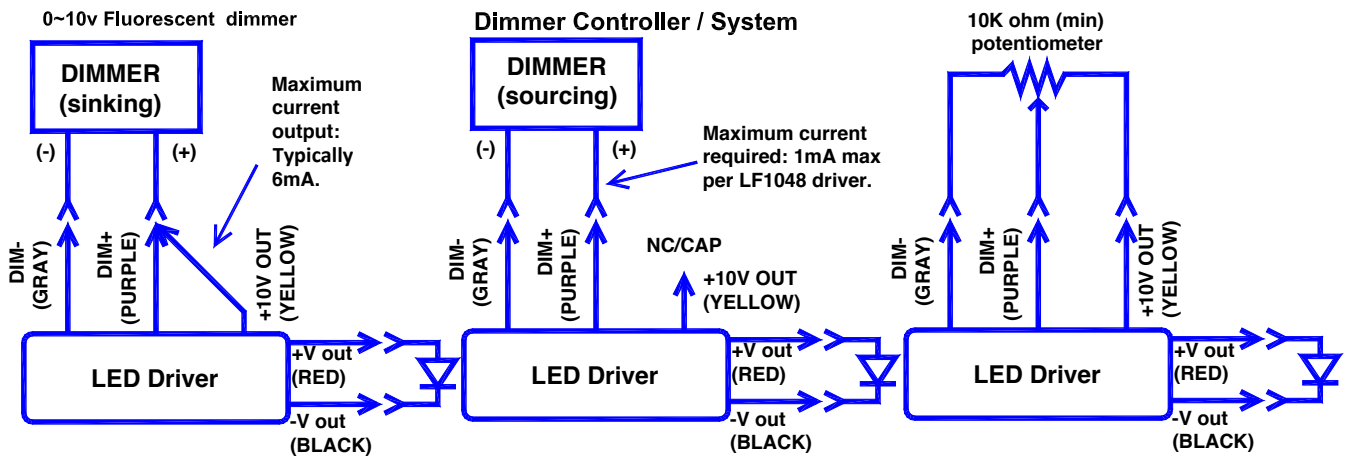 0~10v Fluorescent dimmer
DIMMER
(sinking)
(-)
(+)
Maximum
current
output:
Typically
6mA.
DIM-
(GRAY)
DIM+
(PURPLE)
+10V OUT
(YELLOW)
LED Driver
+V out
(RED)
-V out
(BLACK)
Dimmer Controller / System
DIMMER
(sourcing)
(-)
(+)
Maximum current
required: 1mA max
per LF1048 driver.
DIM-
(GRAY)
DIM+
(PURPLE)
NC/CAP
+10V OUT
(YELLOW)
LED Driver
+V out
(RED)
-V out
(BLACK)
10K ohm (min)
potentiometer
DIM-
(GRAY)
DIM+
(PURPLE)
+10V OUT
(YELLOW)
LED Driver
+V out
(RED)
-V out
(BLACK)